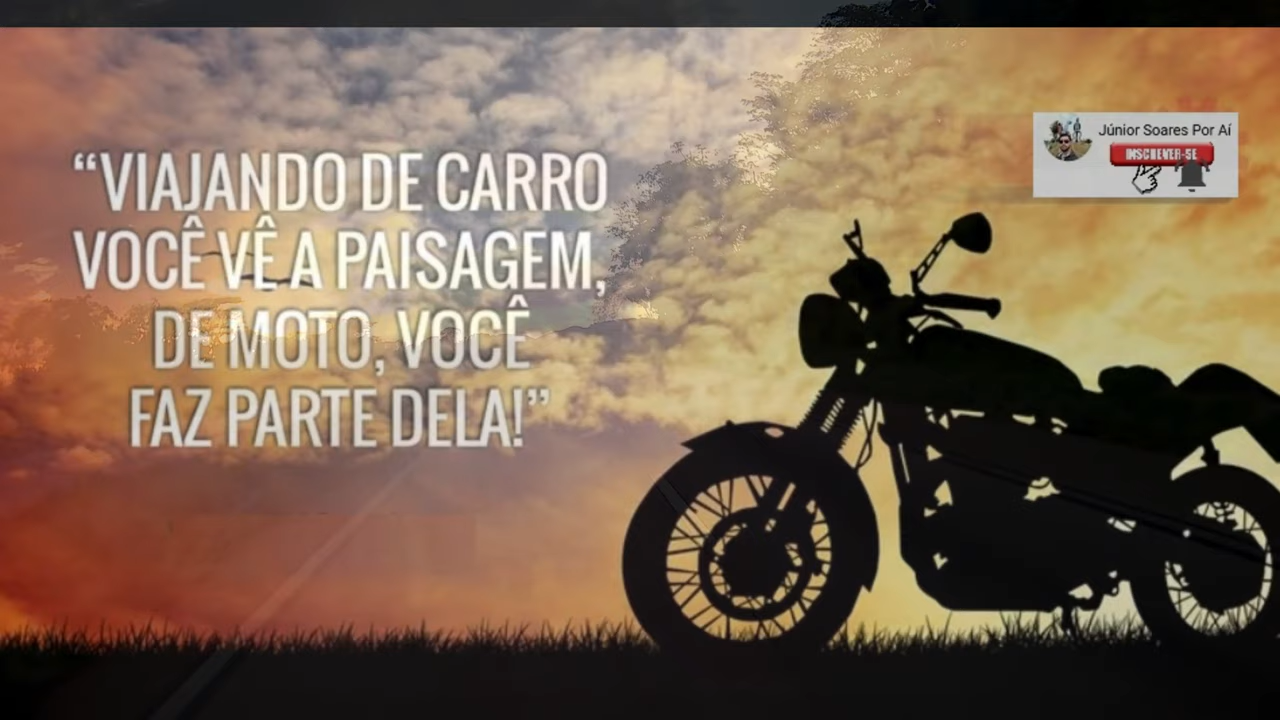 “VIAJANDO DE CARRO
VOCÊ VÊ A PAISAGEM,
DE MOTO, VOCÊ
FAZ PARTE DELA!”
Júnior Soares Por Aí
INSCREVER-SE